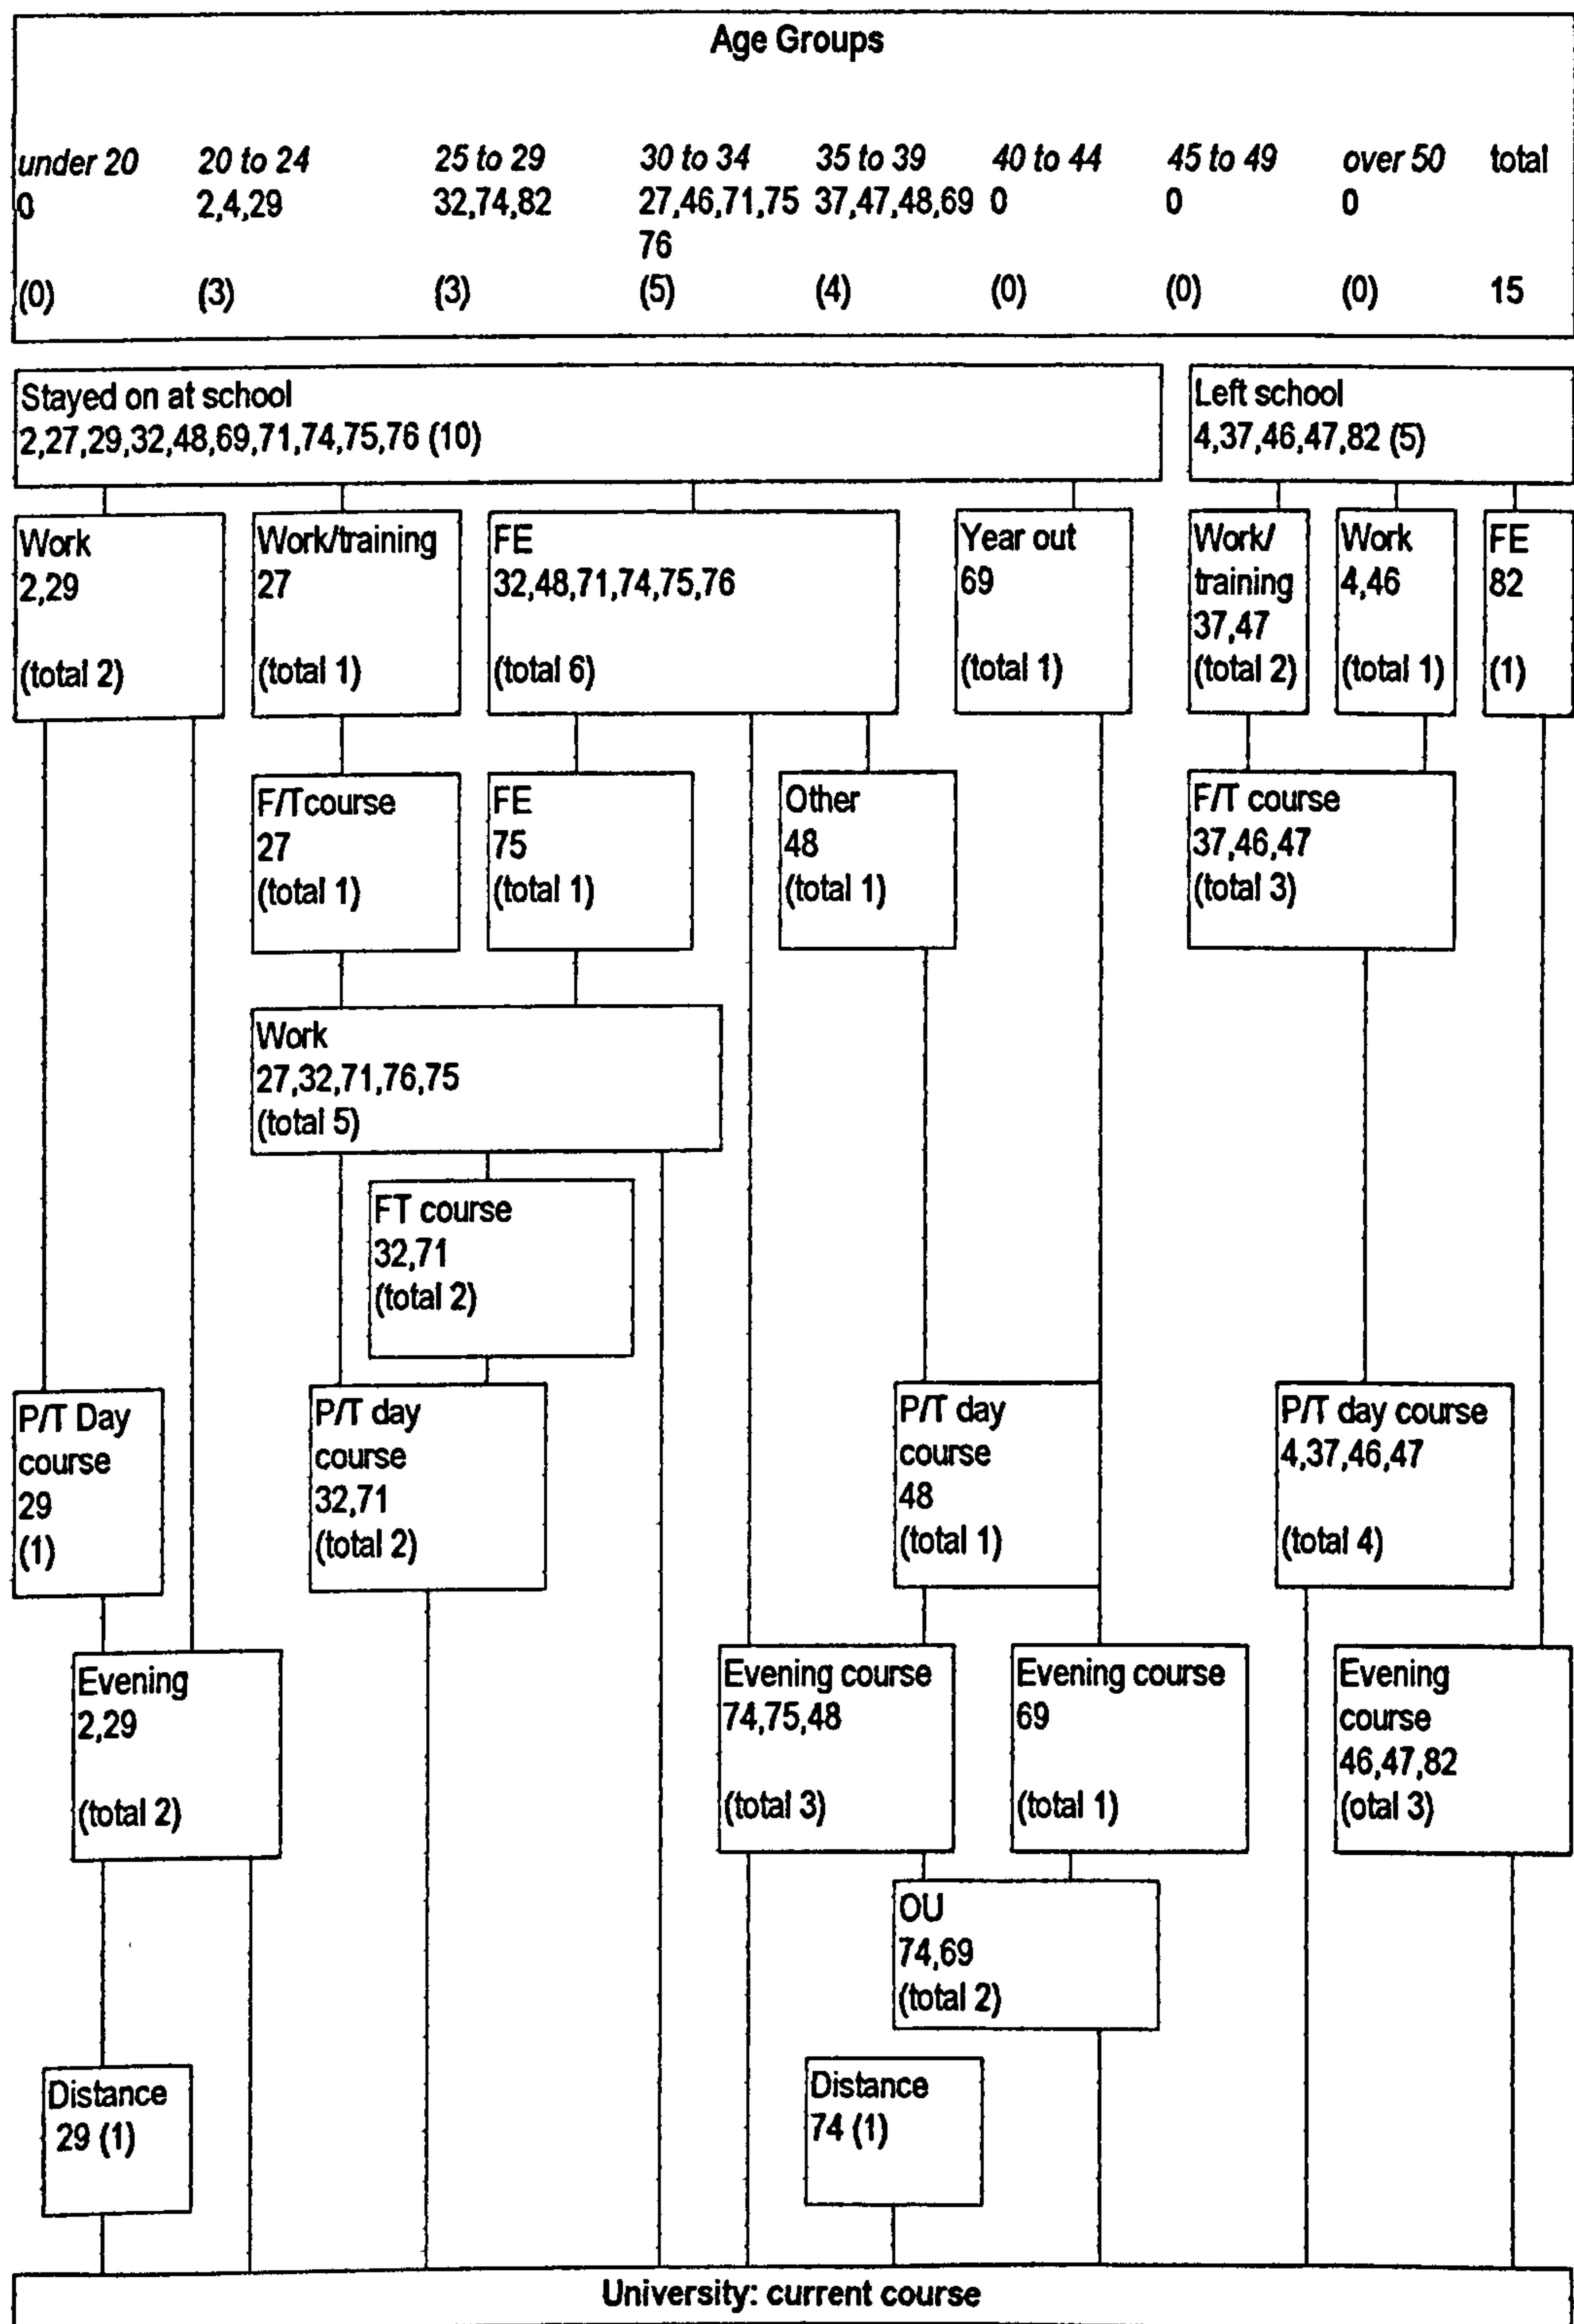 Age Groups
under 20 20 to 24 25 to 29 30 to 34 35 to 39 40 to 44 45 to 49 over 50 total
0 2,4,29 32,74,82 27,46,71,75 37,47,48,69 0 0 0
76
(0) (3) (3) (5) (4) (0) (0) (0) 15
Stayed on at school
2,27,29,32,48,69,71,74,75,76 (10)
Left school
4,37,46,47,82 (5)
Work
2,29
(total 2)
Work/training
27
(total 1)
FE
32,48,71,74,75,76
(total 6)
Year out
69
(total 1)
Work/
training
37,47
(total 2)
Work
4,46
(total 1)
FE
82
(1)
F/Tcourse
27
(total 1)
FE
75
(total 1)
Other
48
(total 1)
F/T course
37,46,47
(total 3)
Work
27,32,71,76,75
(total 5)
FT course
32,71
(total 2)
P/T Day
course
29
(1)
P/T day
course
32,71
(total 2)
P/T day
course
48
(total 1)
P/T day course
4,37,46,47
(total 4)
Evening
2,29
(total 2)
Evening course
74,75,48
(total 3)
Evening course
69
(total 1)
Evening
course
46,47,82
(otal 3)
OU
74,69
(total 2)
Distance
29 (1)
Distance
74 (1)
University: current course